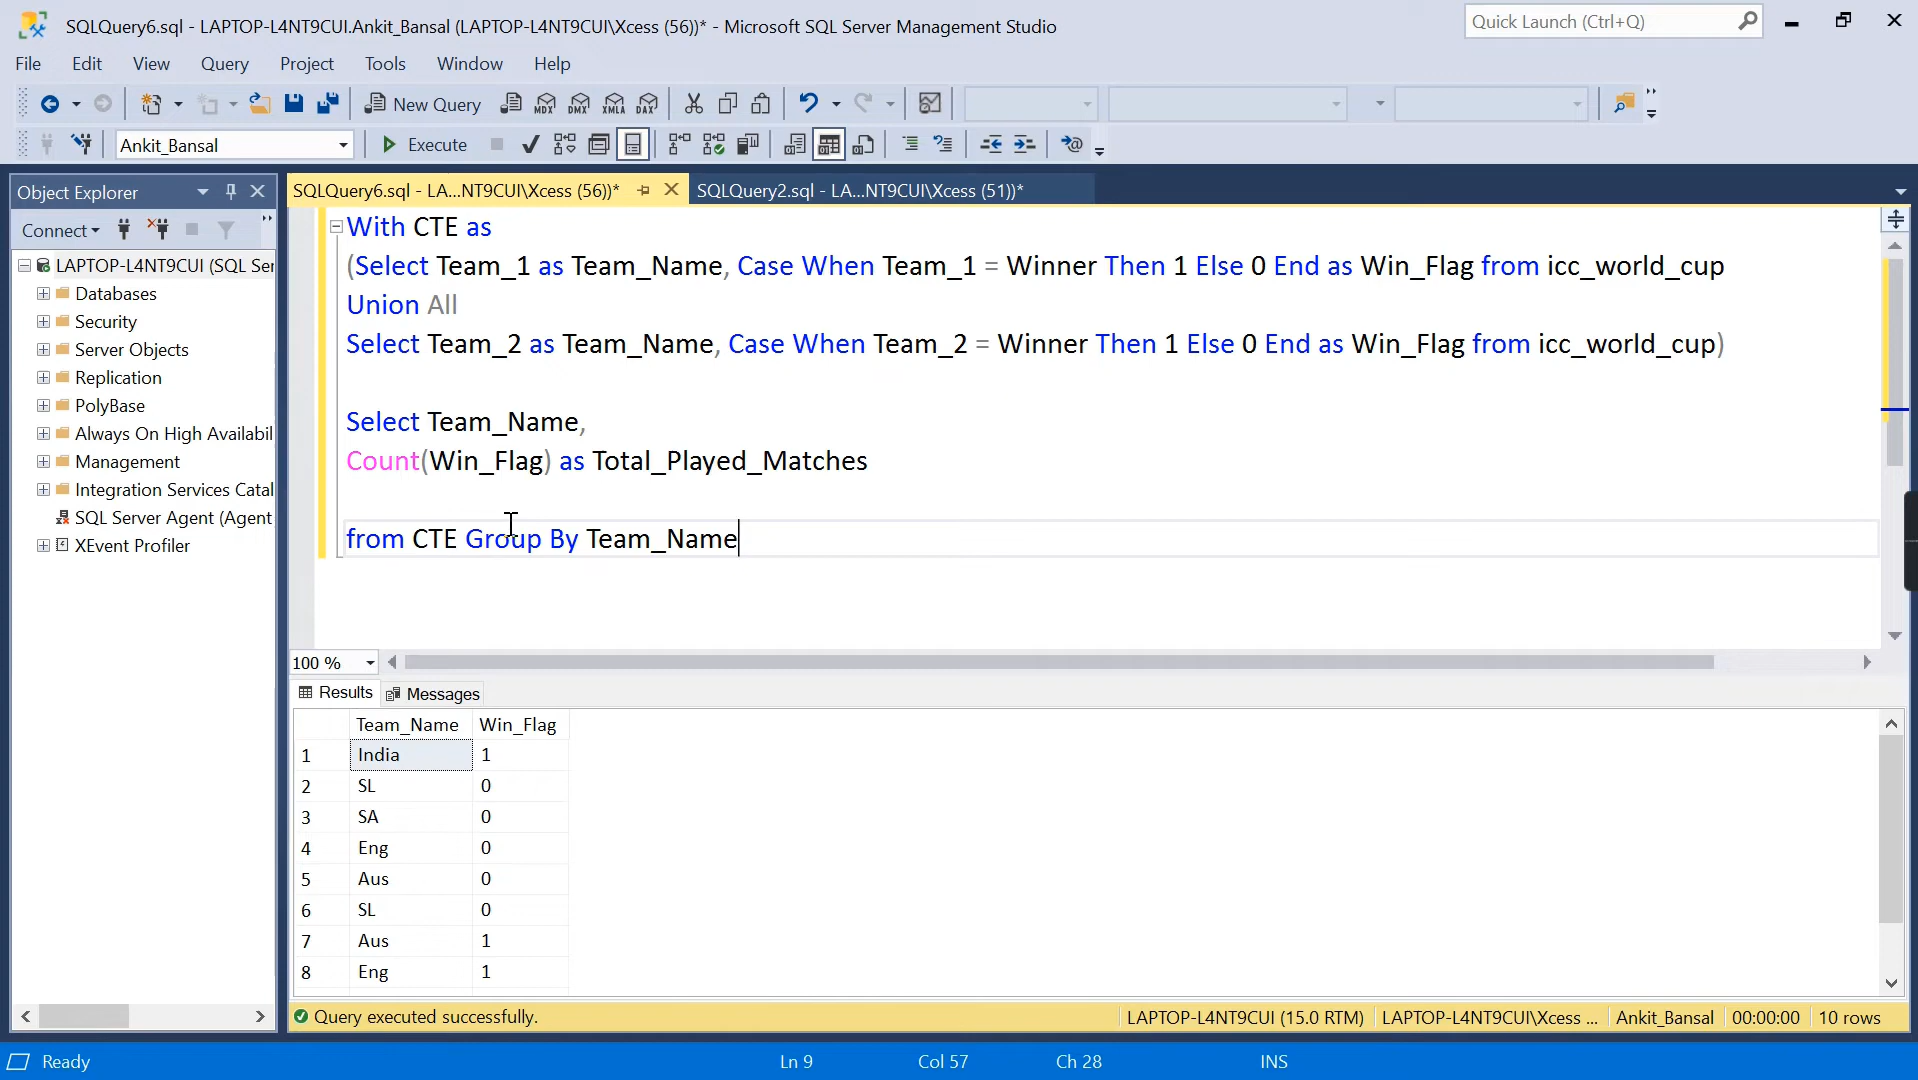 SQLQuery6.sql - LAPTOP-L4NT9CUI.Ankit_Bansal (LAPTOP-L4NT9CUI\Xcess (56))* - Microsoft SQL Server Management Studio
Quick Launch (Ctrl+Q)
File Edit View Query Project Tools Window Help
New Query
MDX DMX XMLA DAX
Ankit_Bansal
Execute
Object Explorer
SQLQuery6.sql - LA...NT9CUI\Xcess (56))*
SQLQuery2.sql - LA...NT9CUI\Xcess (51))*
Connect
LAPTOP-L4NT9CUI (SQL Ser
Databases
Security
Server Objects
Replication
PolyBase
Always On High Availabil
Management
Integration Services Catal
SQL Server Agent (Agent
XEvent Profiler
With CTE as
(Select Team_1 as Team_Name, Case When Team_1 = Winner Then 1 Else 0 End as Win_Flag from icc_world_cup
Union All
Select Team_2 as Team_Name, Case When Team_2 = Winner Then 1 Else 0 End as Win_Flag from icc_world_cup)
Select Team_Name,
Count(Win_Flag) as Total_Played_Matches
from CTE Group By Team_Name
100 %
Results Messages
Team_Name Win_Flag
1 India 1
2 SL 0
3 SA 0
4 Eng 0
5 Aus 0
6 SL 0
7 Aus 1
8 Eng 1
Query executed successfully.
LAPTOP-L4NT9CUI (15.0 RTM) LAPTOP-L4NT9CUI\Xcess ... Ankit_Bansal 00:00:00 10 rows
Ready Ln 9 Col 57 Ch 28 INS